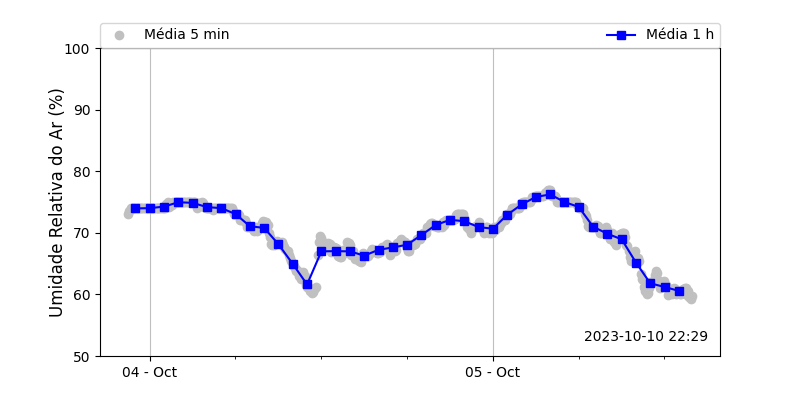 Média 5 min
Média 1 h
Umidade Relativa do Ar (%)
100
90
80
70
60
50
2023-10-10 22:29
04 - Oct
05 - Oct